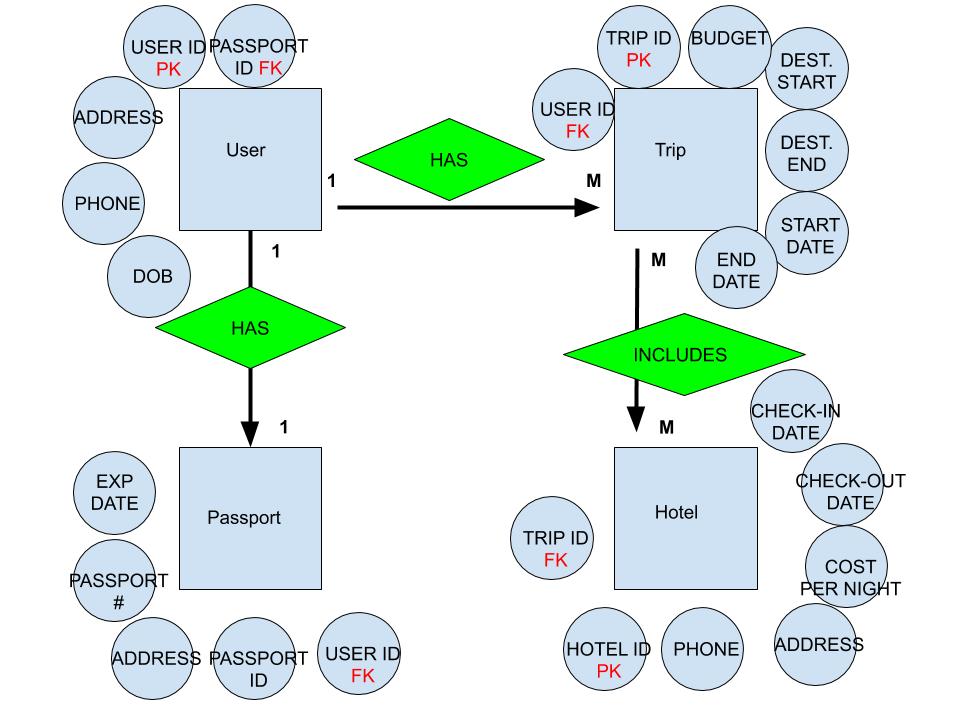 USER ID
PK
PASSPORT
ID FK
ADDRESS
PHONE
DOB
User
1
HAS
M
TRIP ID
PK
BUDGET
DEST.
START
USER ID
FK
Trip
DEST.
END
START
DATE
END
DATE
1
HAS
1
M
INCLUDES
M
EXP
DATE
PASSPORT
#
ADDRESS
PASSPORT
ID
USER ID
FK
Passport
CHECK-IN
DATE
CHECK-OUT
DATE
COST
PER NIGHT
ADDRESS
Hotel
TRIP ID
FK
HOTEL ID
PK
PHONE